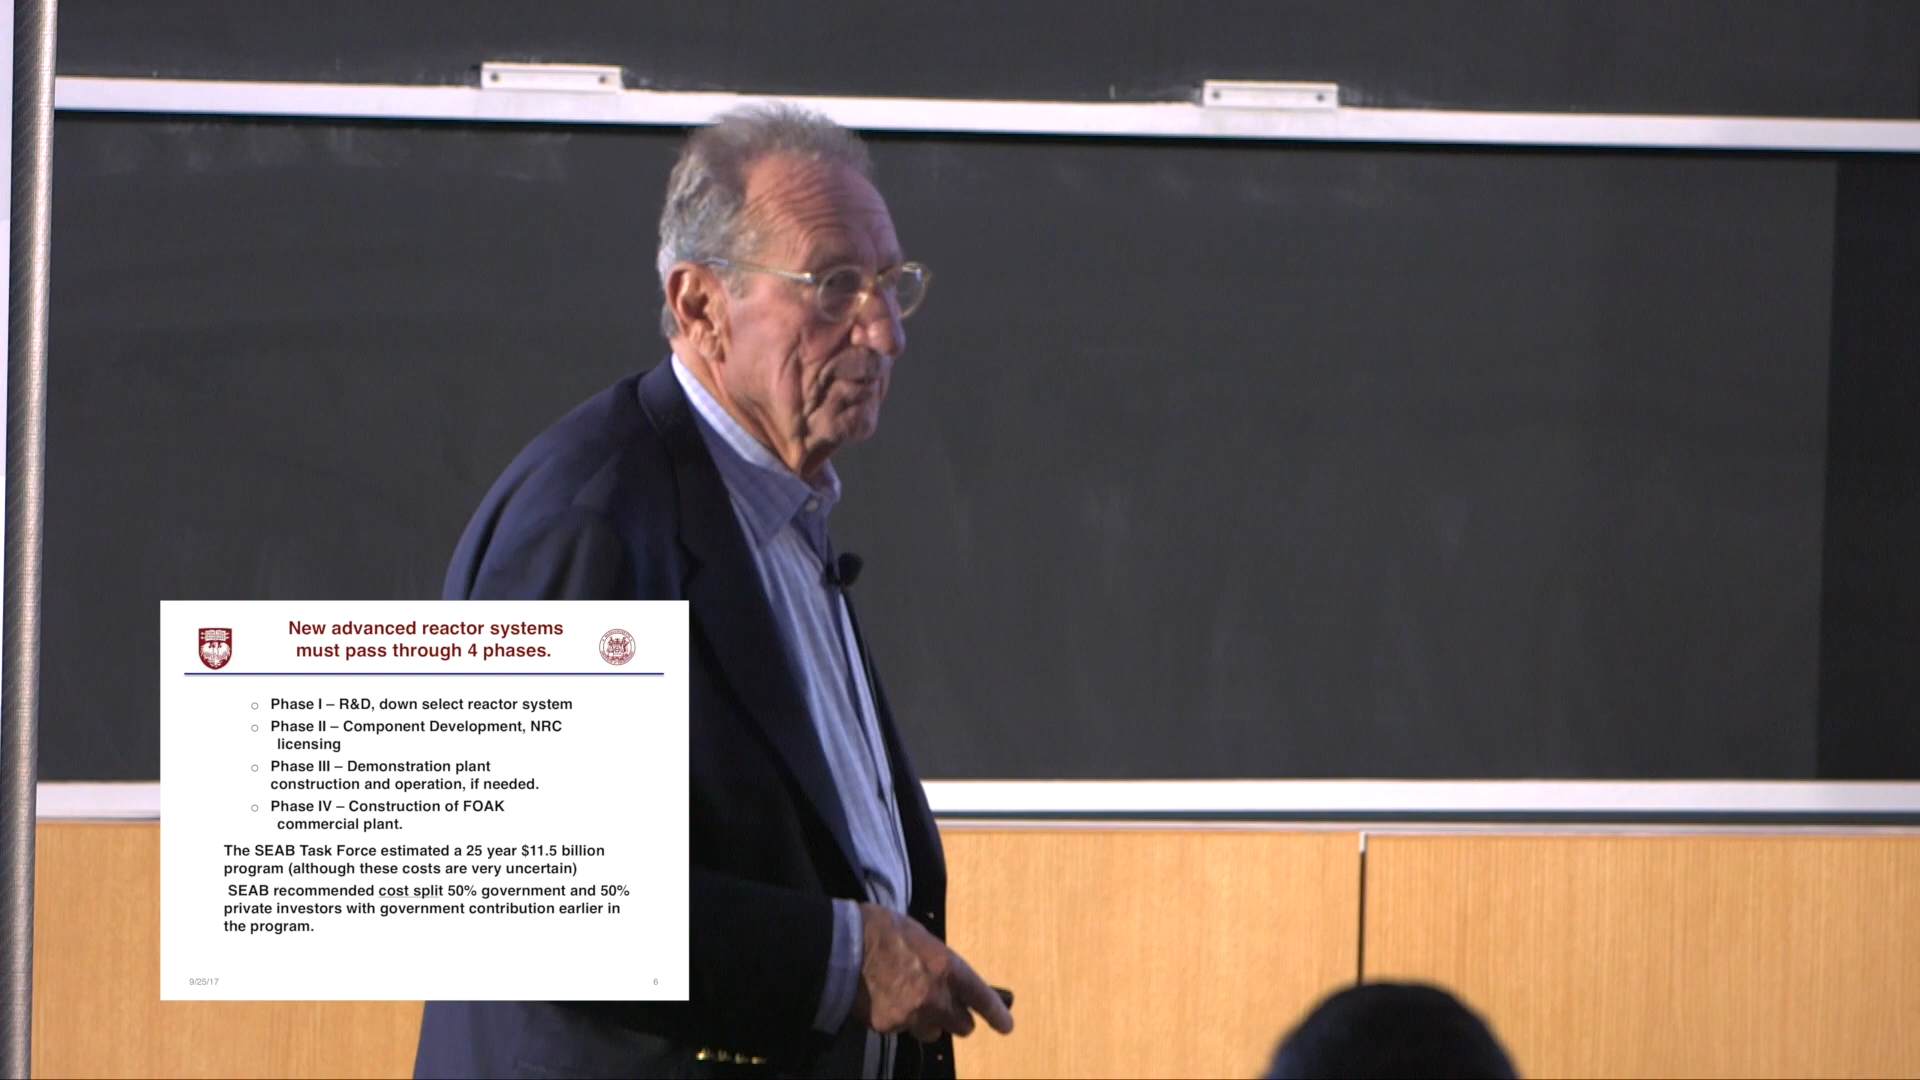 New advanced reactor systems
must pass through 4 phases.
○ Phase I – R&D, down select reactor system
○ Phase II – Component Development, NRC
licensing
○ Phase III – Demonstration plant
construction and operation, if needed.
○ Phase IV – Construction of FOAK
commercial plant.
The SEAB Task Force estimated a 25 year $11.5 billion
program (although these costs are very uncertain)
SEAB recommended cost split 50% government and 50%
private investors with government contribution earlier in
the program.
9/25/17
6